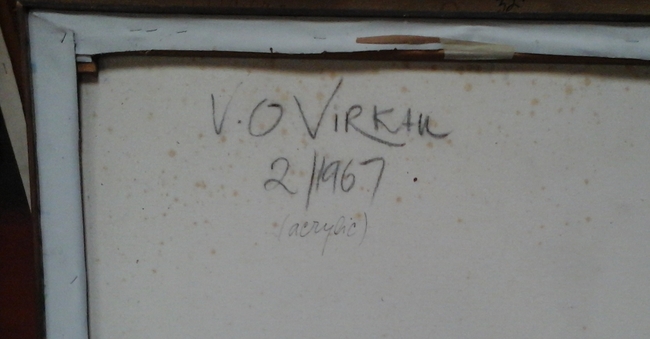 V.O VIRKAU
2/1967.
(acrylic)